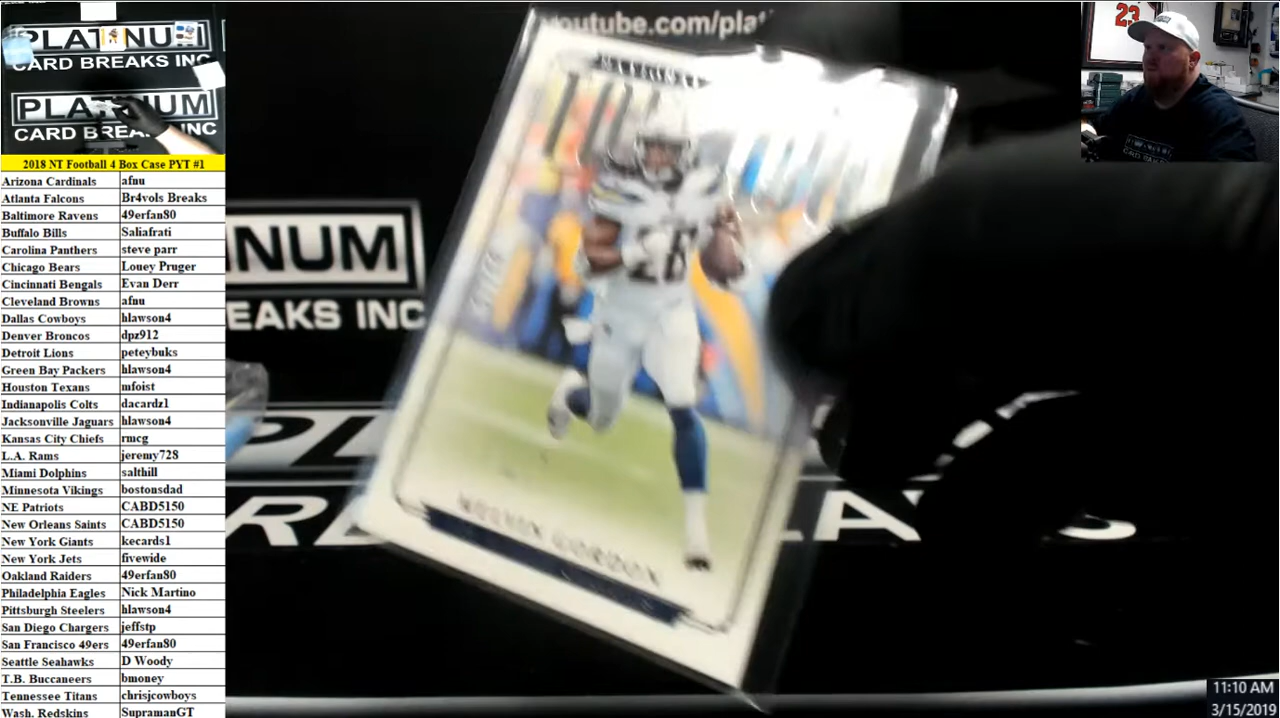 PLATINUM
CARD BREAKS INC
PLATINUM
CARD BREAKS INC
2018 NT Football 4 Box Case PYT #1
Arizona Cardinals afnu
Atlanta Falcons Br4vols Breaks
Baltimore Ravens 49erfan80
Buffalo Bills Saliafrati
Carolina Panthers steve parr
Chicago Bears Louey Pruger
Cincinnati Bengals Evan Derr
Cleveland Browns afnu
Dallas Cowboys hlawson4
Denver Broncos dpz912
Detroit Lions peteybuks
Green Bay Packers hlawson4
Houston Texans mfoist
Indianapolis Colts dacardz1
Jacksonville Jaguars hlawson4
Kansas City Chiefs rmcg
L.A. Rams jeremy728
Miami Dolphins salthill
Minnesota Vikings bostonsdad
NE Patriots CABD5150
New Orleans Saints CABD5150
New York Giants kecards1
New York Jets fivewide
Oakland Raiders 49erfan80
Philadelphia Eagles Nick Martino
Pittsburgh Steelers hlawson4
San Diego Chargers jeffstp
San Francisco 49ers 49erfan80
Seattle Seahawks D Woody
T.B. Buccaneers bmoney
Tennessee Titans chrisjcowboys
Wash. Redskins SupramanGT
youtube.com/plat
NATIONAL
28
MELVIN GORDON
NUM
EAKS INC
23
11:10 AM
3/15/2019